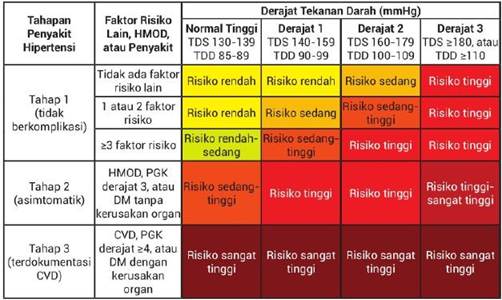 Tahapan Penyakit Hipertensi
Faktor Risiko Lain, HMOD, atau Penyakit
Derajat Tekanan Darah (mmHg)
Normal Tinggi TDS 130-139 TDD 85-89
Derajat 1 TDS 140-159 TDD 90-99
Derajat 2 TDS 160-179 TDD 100-109
Derajat 3 TDS ≥180, atau TDD ≥110
Tahap 1 (tidak berkomplikasi)
Tidak ada faktor risiko lain
Risiko rendah
Risiko rendah
Risiko sedang
Risiko tinggi
1 atau 2 faktor risiko
Risiko rendah
Risiko sedang
Risiko sedang-tinggi
Risiko tinggi
≥3 faktor risiko
Risiko rendah-sedang
Risiko sedang-tinggi
Risiko tinggi
Risiko tinggi
Tahap 2 (asimtomatik)
HMOD, PGK derajat 3, atau DM tanpa kerusakan organ
Risiko sedang-tinggi
Risiko tinggi
Risiko tinggi
Risiko tinggi-sangat tinggi
Tahap 3 (terdokumentasi CVD)
CVD, PGK derajat ≥4, atau DM dengan kerusakan organ
Risiko sangat tinggi
Risiko sangat tinggi
Risiko sangat tinggi
Risiko sangat tinggi